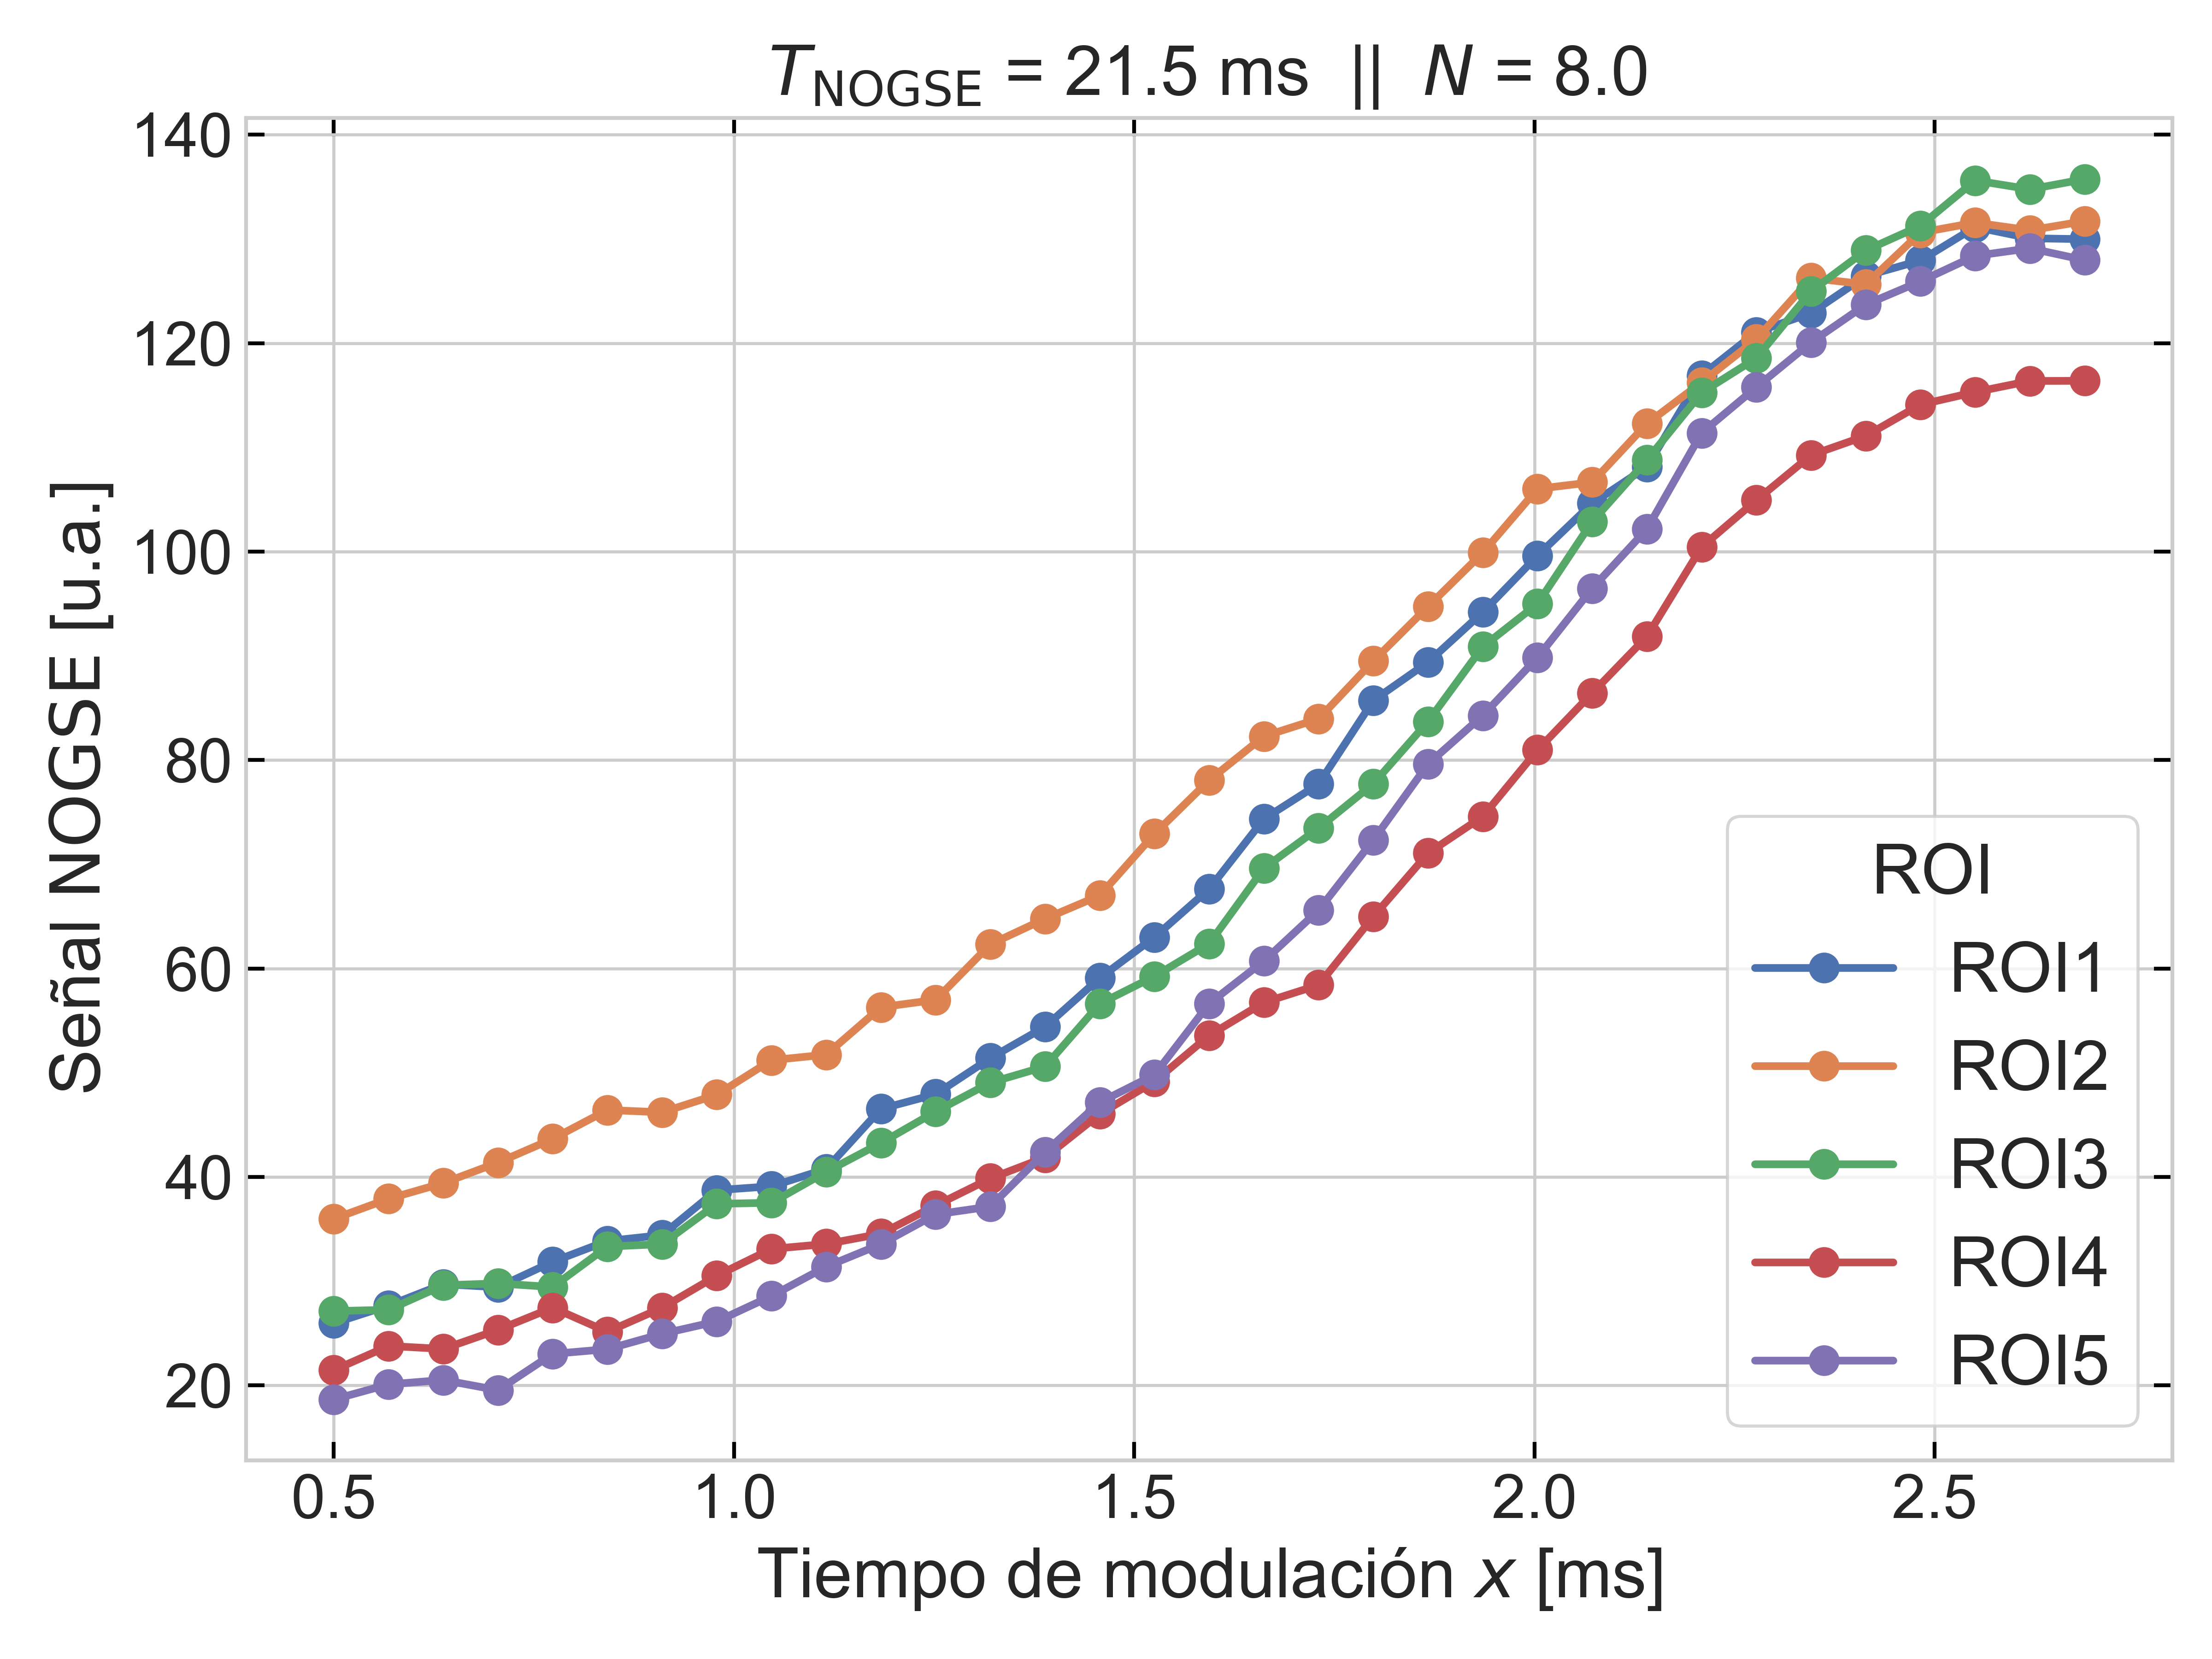 T_NOGSE = 21.5 ms || N = 8.0
Señal NOGSE [u.a.]
140
120
100
80
60
40
20
ROI
ROI1
ROI2
ROI3
ROI4
ROI5
0.5 1.0 1.5 2.0 2.5
Tiempo de modulación x [ms]